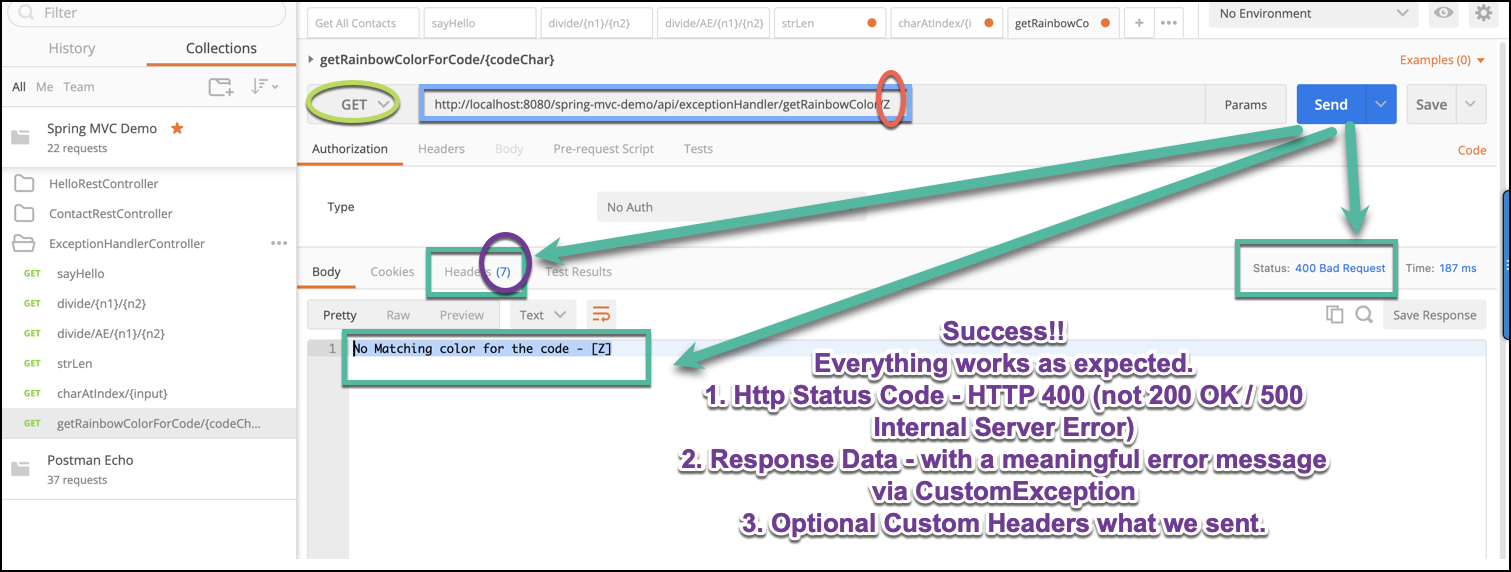 Filter
History
Collections
All Me Team
Spring MVC Demo
22 requests
HelloRestController
ContactRestController
ExceptionHandlerController
GET sayHello
GET divide/{n1}/{n2}
GET divide/AE/{n1}/{n2}
GET strLen
GET charAtIndex/{input}
GET getRainbowColorForCode/{codeCh...
Postman Echo
37 requests
Get All Contacts
sayHello
divide/{n1}/{n2}
divide/AE/{n1}/{n2}
strLen
charAtIndex/{i
getRainbowCo
No Environment
getRainbowColorForCode/{codeChar}
Examples (0)
GET
http://localhost:8080/spring-mvc-demo/api/exceptionHandler/getRainbowColor/Z
Params
Send
Save
Authorization
Headers
Body
Pre-request Script
Tests
Code
Type
No Auth
Body
Cookies
Headers (7)
Test Results
Status: 400 Bad Request
Time: 187 ms
Pretty
Raw
Preview
Text
Save Response
1 No Matching color for the code - [Z]
Success!!
Everything works as expected.
1. Http Status Code - HTTP 400 (not 200 OK / 500
Internal Server Error)
2. Response Data - with a meaningful error message
via CustomException
3. Optional Custom Headers what we sent.